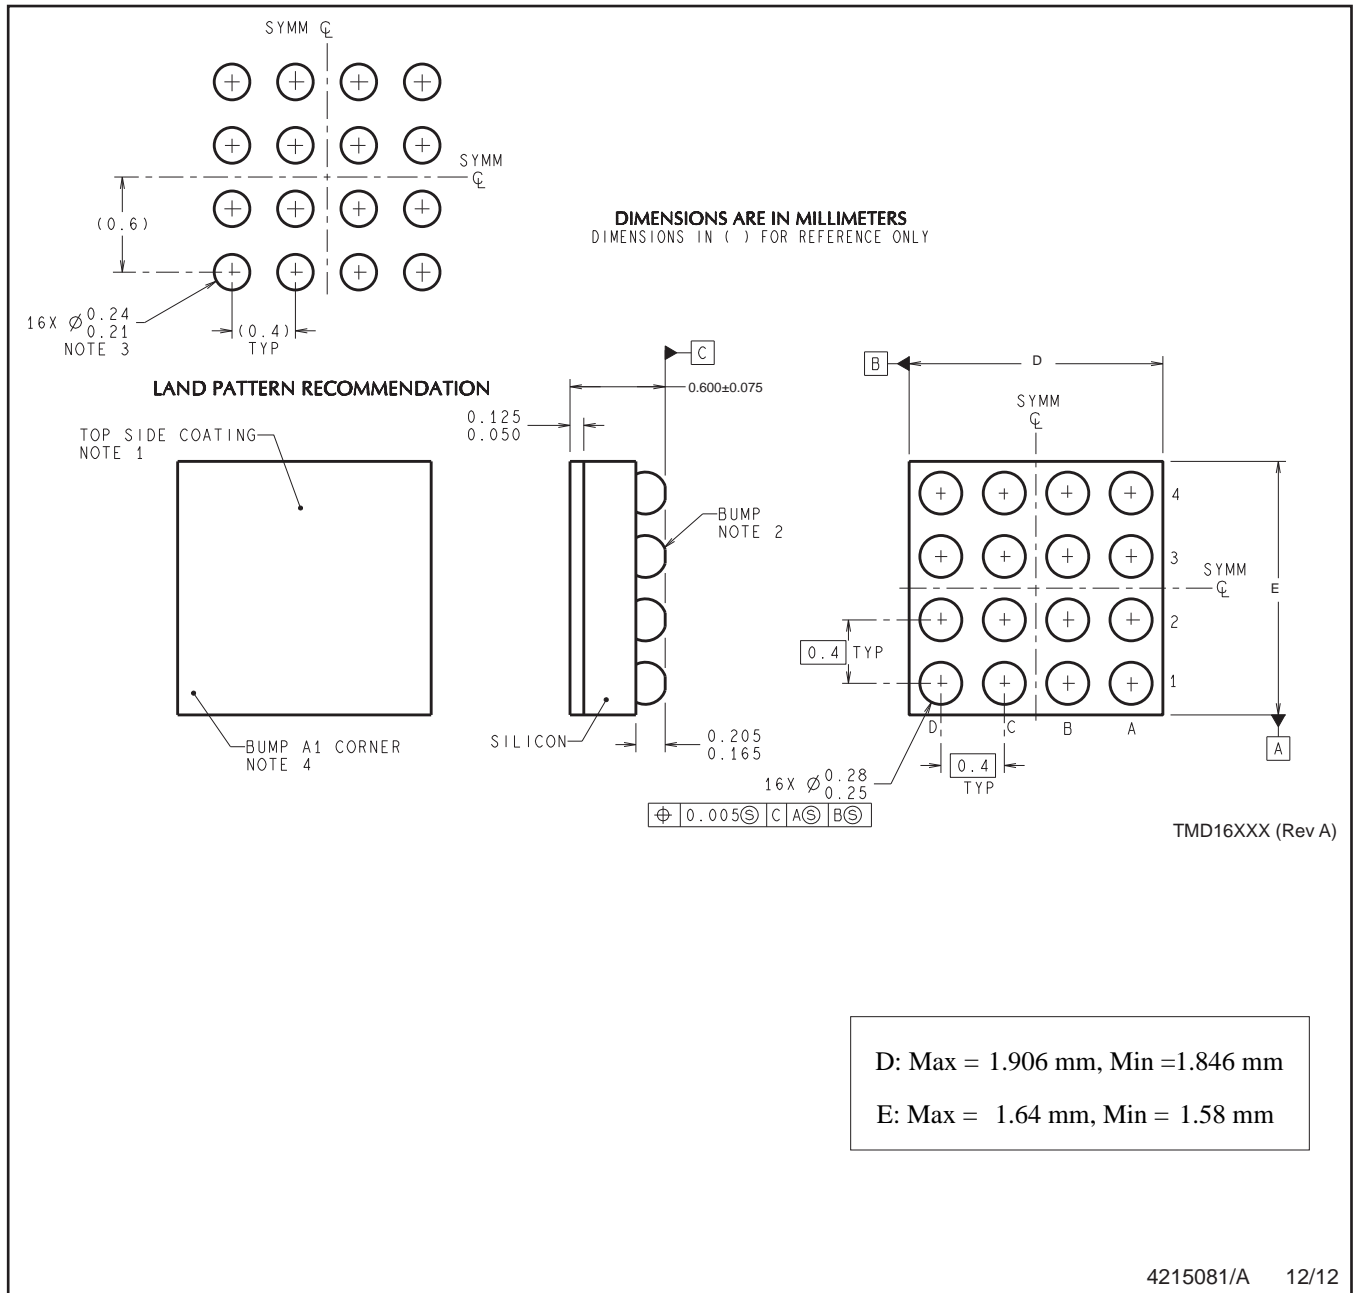 SYMM ℄
SYMM
℄
(0.6)
DIMENSIONS ARE IN MILLIMETERS
DIMENSIONS IN ( ) FOR REFERENCE ONLY
16X Ø 0.24
0.21
NOTE 3
(0.4)
TYP
LAND PATTERN RECOMMENDATION
C
0.600±0.075
B
D
SYMM
℄
0.125
0.050
TOP SIDE COATING
NOTE 1
BUMP
NOTE 2
4
3
SYMM
℄
E
2
0.4 TYP
1
BUMP A1 CORNER
NOTE 4
SILICON
0.205
0.165
D C B A
A
0.4
TYP
16X Ø 0.28
0.25
⌖ 0.005Ⓢ C AⓈ BⓈ
TMD16XXX (Rev A)
D: Max = 1.906 mm, Min =1.846 mm
E: Max = 1.64 mm, Min = 1.58 mm
4215081/A 12/12